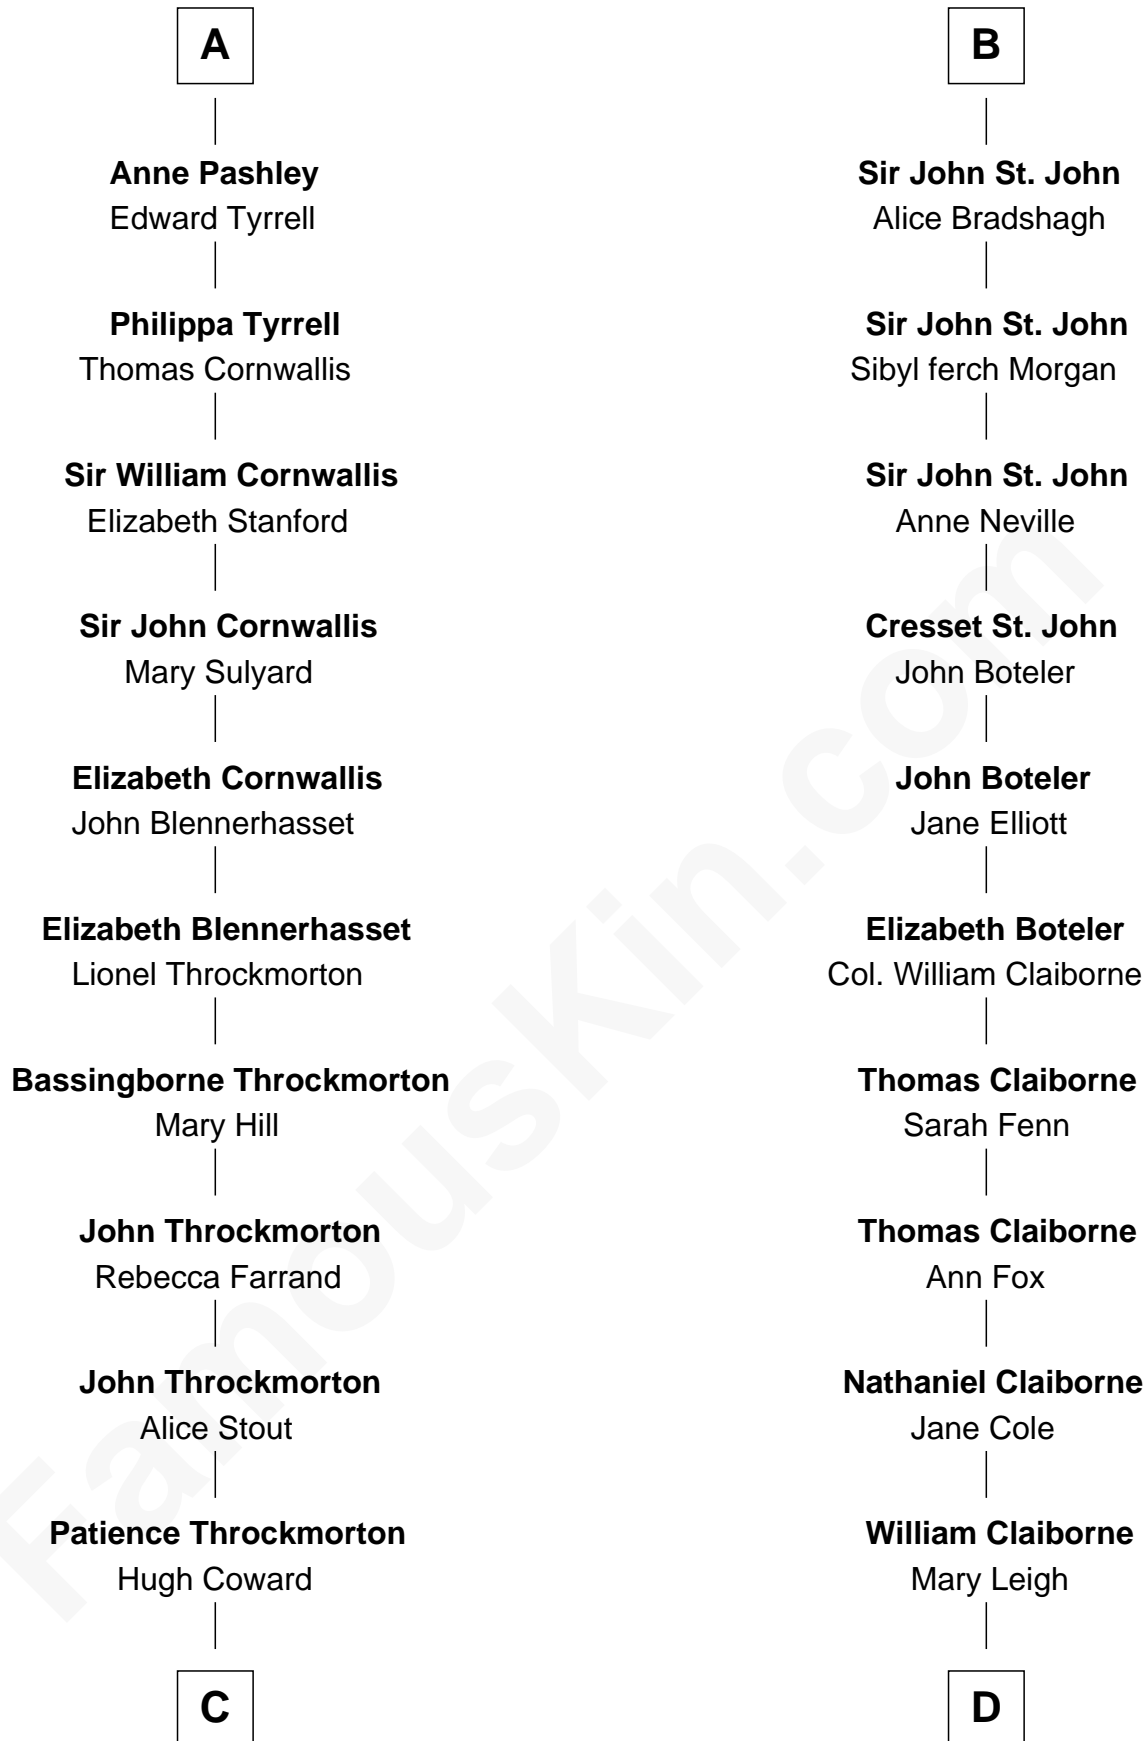 A
Anne Pashley
Edward Tyrrell
Philippa Tyrrell
Thomas Cornwallis
Sir William Cornwallis
Elizabeth Stanford
Sir John Cornwallis
Mary Sulyard
Elizabeth Cornwallis
John Blennerhasset
Elizabeth Blennerhasset
Lionel Throckmorton
Bassingborne Throckmorton
Mary Hill
John Throckmorton
Rebecca Farrand
John Throckmorton
Alice Stout
Patience Throckmorton
Hugh Coward
C
B
Sir John St. John
Alice Bradshagh
Sir John St. John
Sibyl ferch Morgan
Sir John St. John
Anne Neville
Cresset St. John
John Boteler
John Boteler
Jane Elliott
Elizabeth Boteler
Col. William Claiborne
Thomas Claiborne
Sarah Fenn
Thomas Claiborne
Ann Fox
Nathaniel Claiborne
Jane Cole
William Claiborne
Mary Leigh
D
FamousKin.com